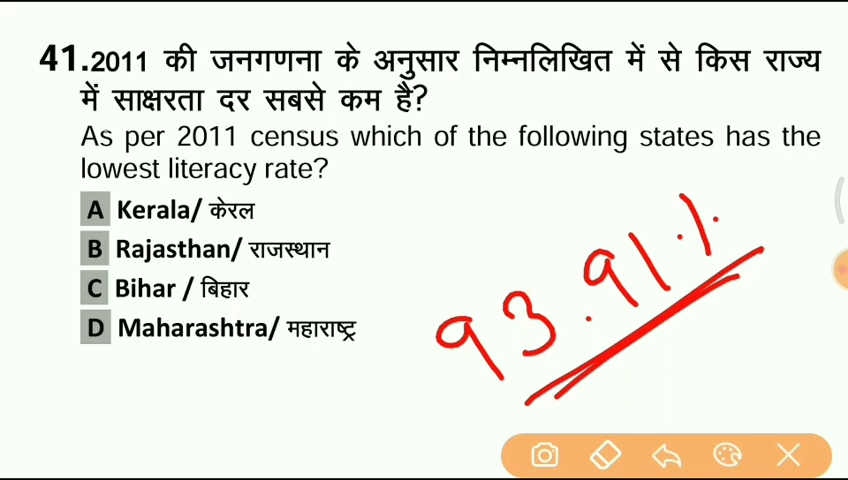 41.2011 की जनगणना के अनुसार निम्नलिखित में से किस राज्य
में साक्षरता दर सबसे कम है?
As per 2011 census which of the following states has the
lowest literacy rate?
A Kerala/ केरल
B Rajasthan/ राजस्थान
C Bihar / बिहार
D Maharashtra/ महाराष्ट्र
93.91%